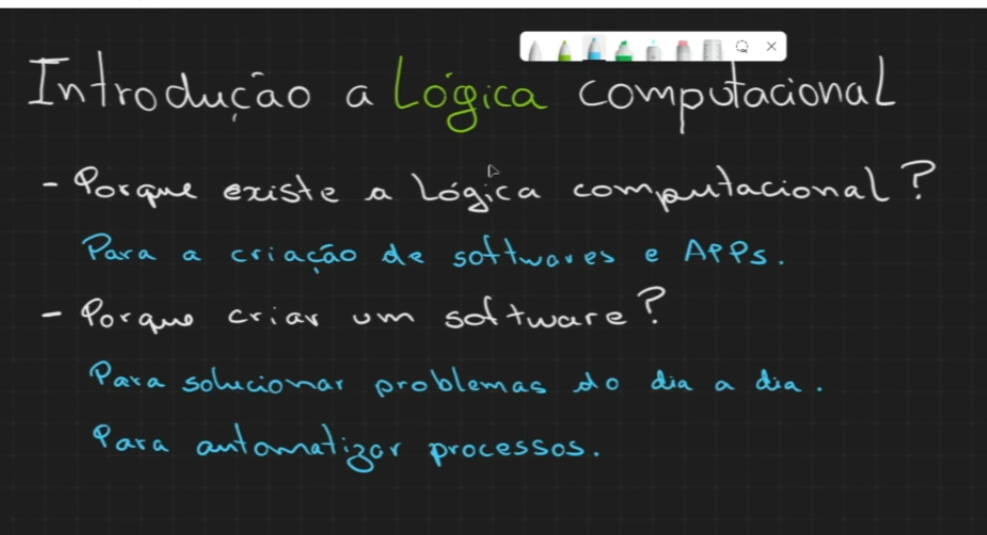 Introdução a Lógica computacional
- Porque existe a Lógica computacional?
Para a criação de softwares e APPs.
- Porque criar um software?
Para solucionar problemas do dia a dia.
Para automatizar processos.